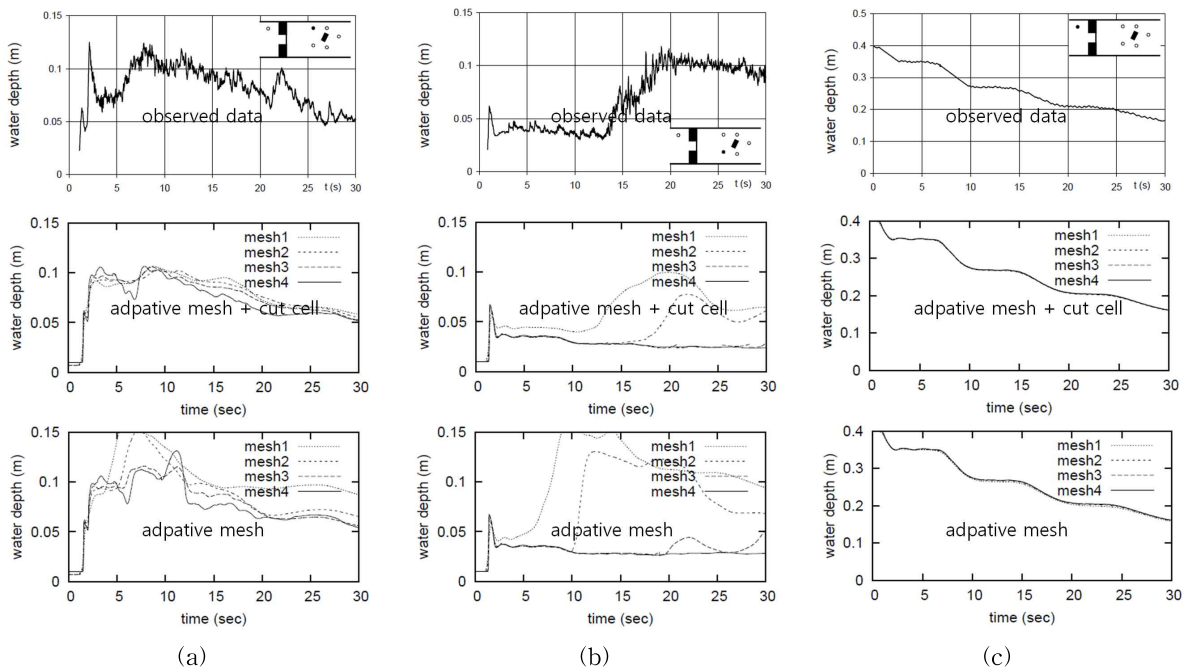 0.15
0.1
0.05
0
water depth (m)
observed data
0 5 10 15 20 25 t(s) 30
0.15
0.1
0.05
0
water depth (m)
observed data
0 5 10 15 20 25 t(s) 30
0.5
0.4
0.3
0.2
0.1
0
water depth (m)
observed data
0 5 10 15 20 25 t(s) 30
0.15
0.1
0.05
0
water depth (m)
mesh1
mesh2
mesh3
mesh4
adpative mesh + cut cell
0 5 10 15 20 25 30
time (sec)
0.15
0.1
0.05
0
water depth (m)
mesh1
mesh2
mesh3
mesh4
adpative mesh + cut cell
0 5 10 15 20 25 30
time (sec)
0.4
0.3
0.2
0.1
0
water depth (m)
mesh1
mesh2
mesh3
mesh4
adpative mesh + cut cell
0 5 10 15 20 25 30
time (sec)
0.15
0.1
0.05
0
water depth (m)
mesh1
mesh2
mesh3
mesh4
adpative mesh
0 5 10 15 20 25 30
time (sec)
0.15
0.1
0.05
0
water depth (m)
mesh1
mesh2
mesh3
mesh4
adpative mesh
0 5 10 15 20 25 30
time (sec)
0.4
0.3
0.2
0.1
0
water depth (m)
mesh1
mesh2
mesh3
mesh4
adpative mesh
0 5 10 15 20 25 30
time (sec)
(a)
(b)
(c)